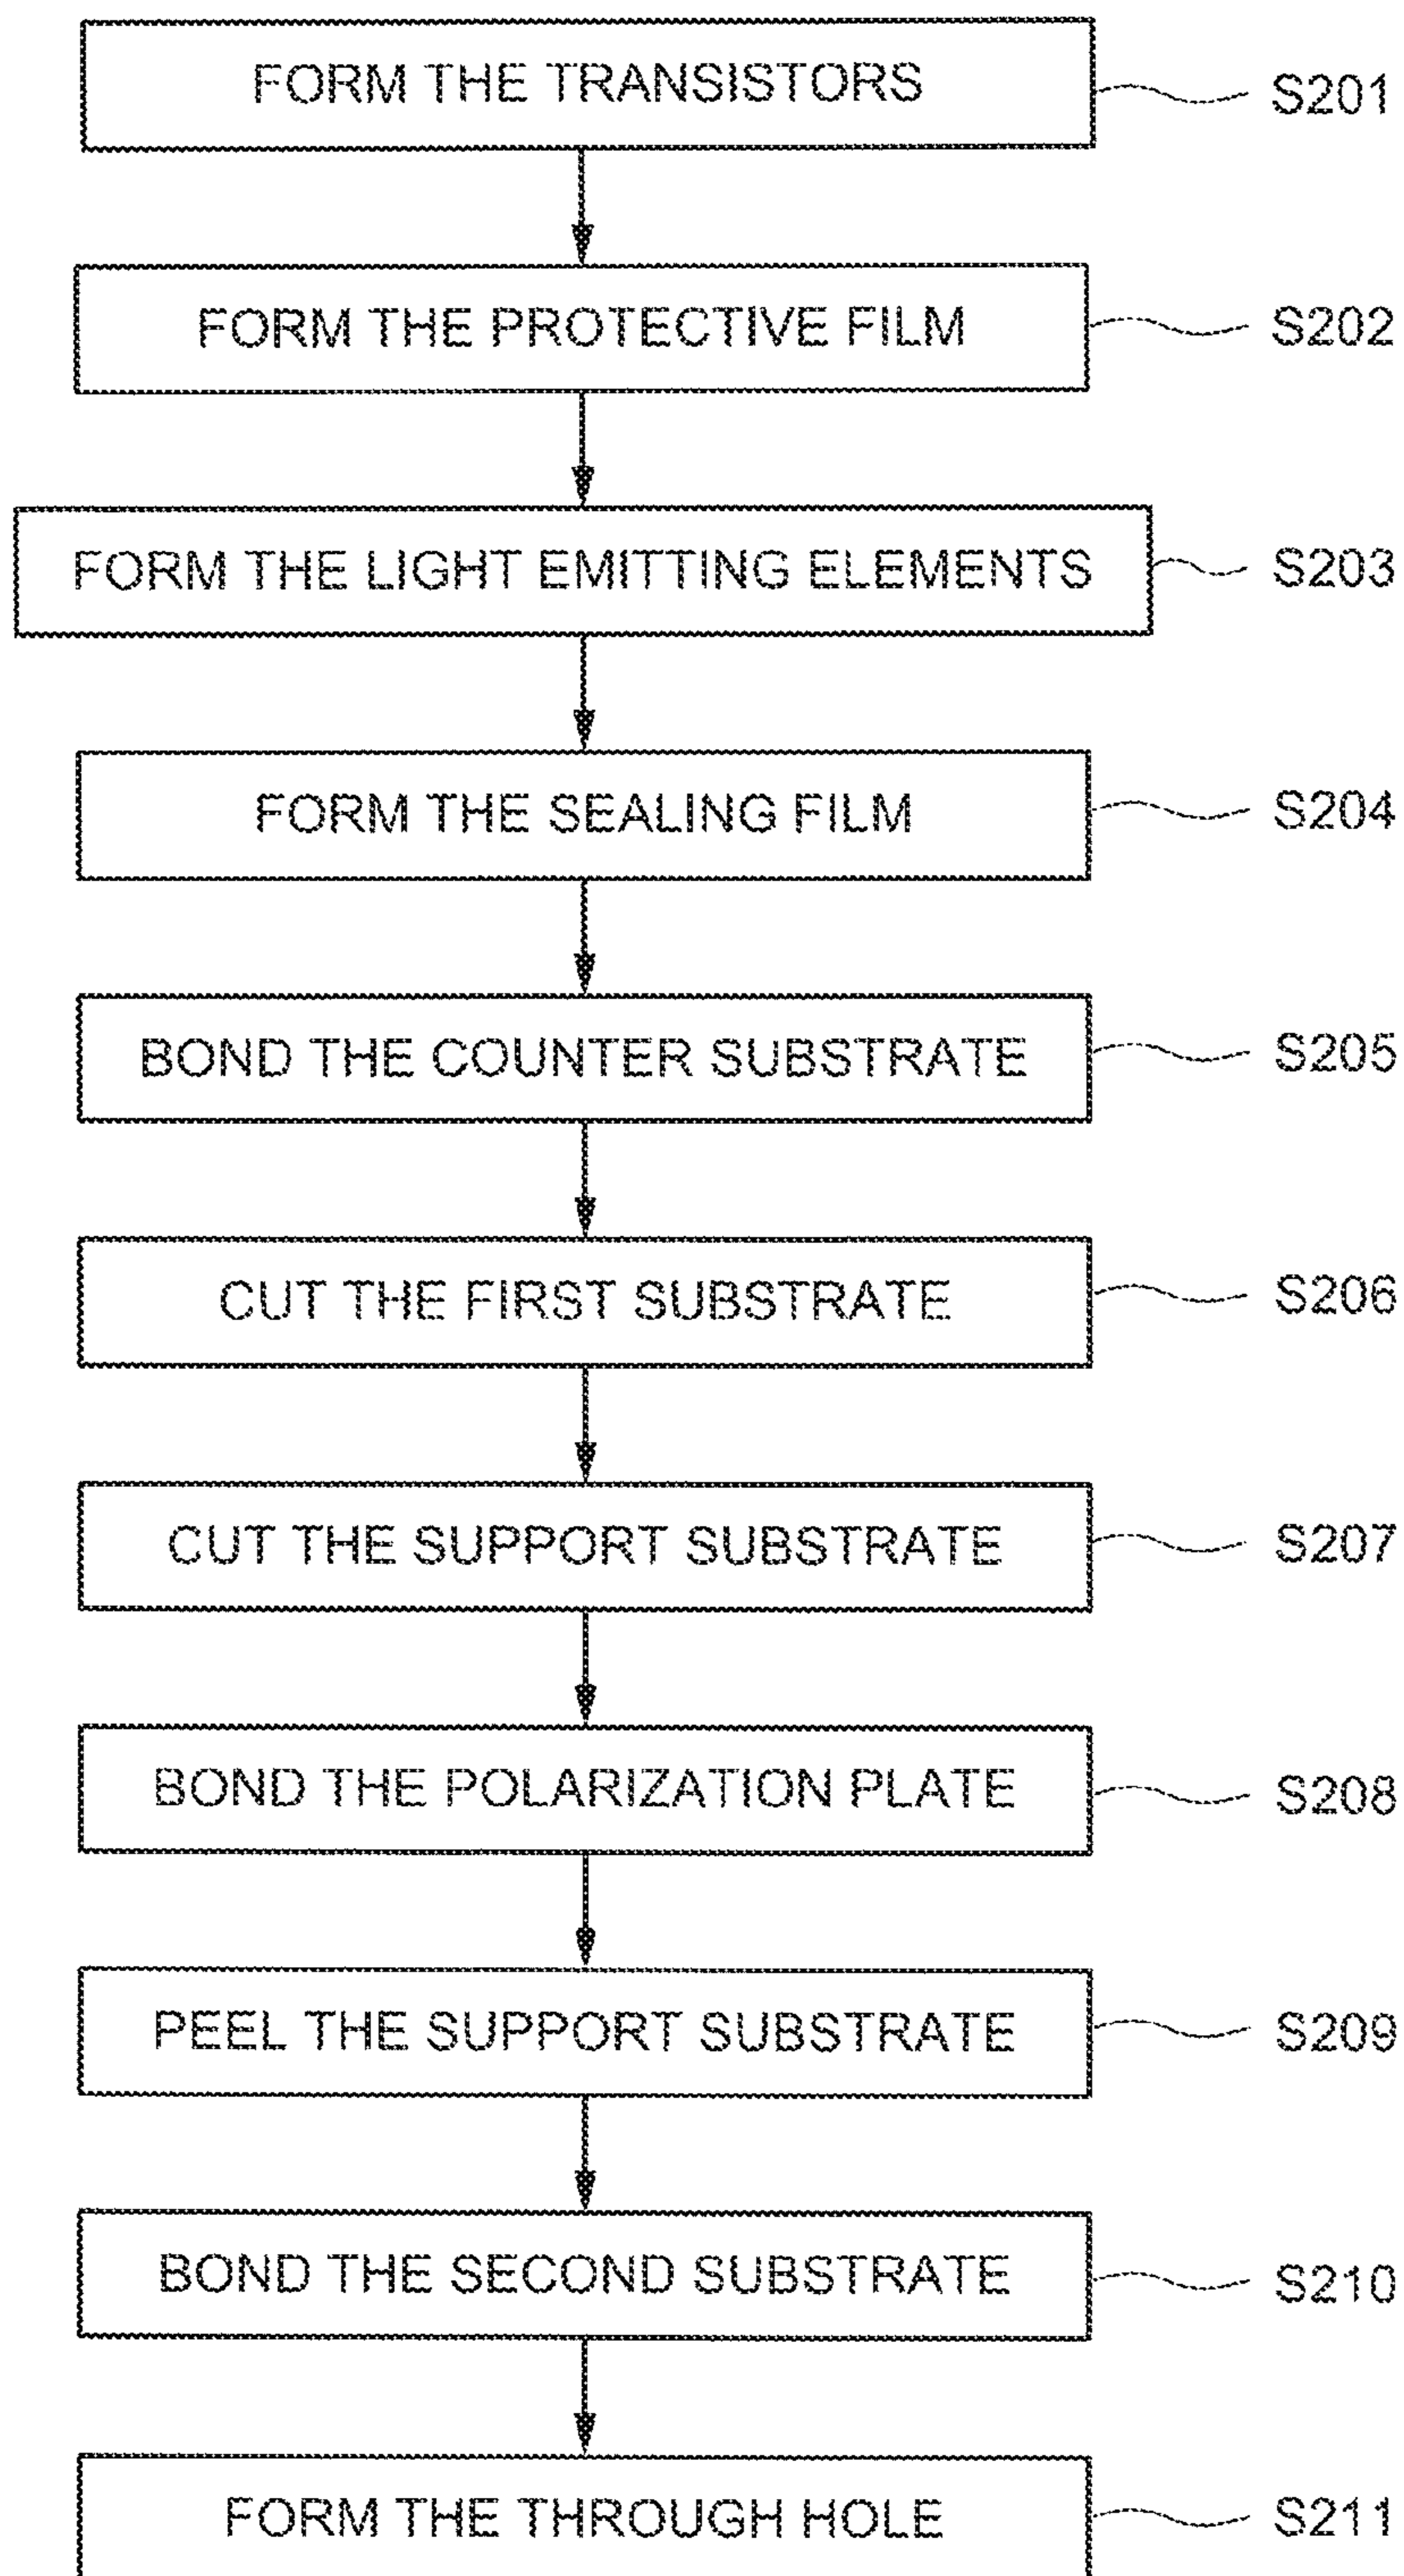 FORM THE TRANSISTORS S201
FORM THE PROTECTIVE FILM S202
FORM THE LIGHT EMITTING ELEMENTS S203
FORM THE SEALING FILM S204
BOND THE COUNTER SUBSTRATE S205
CUT THE FIRST SUBSTRATE S206
CUT THE SUPPORT SUBSTRATE S207
BOND THE POLARIZATION PLATE S208
PEEL THE SUPPORT SUBSTRATE S209
BOND THE SECOND SUBSTRATE S210
FORM THE THROUGH HOLE S211